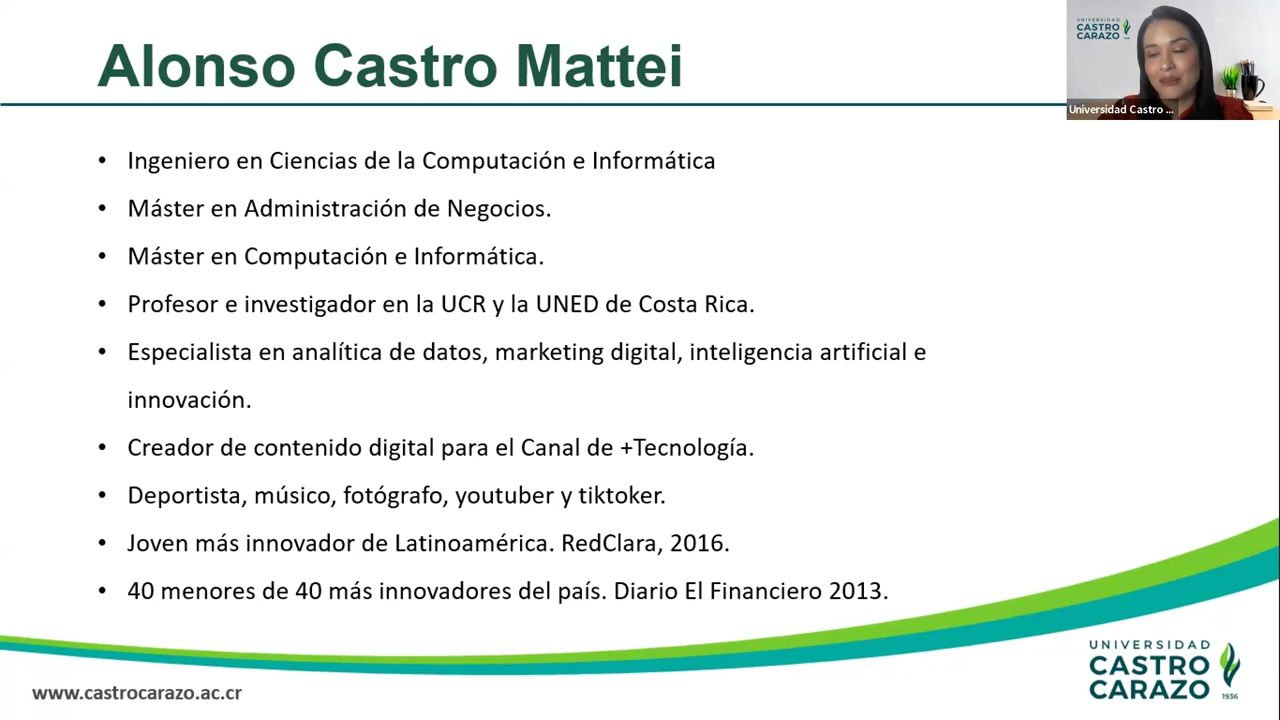 Alonso Castro Mattei
UNIVERSIDAD
CASTRO
CARAZO
Universidad Castro ...
• Ingeniero en Ciencias de la Computación e Informática
• Máster en Administración de Negocios.
• Máster en Computación e Informática.
• Profesor e investigador en la UCR y la UNED de Costa Rica.
• Especialista en analítica de datos, marketing digital, inteligencia artificial e
innovación.
• Creador de contenido digital para el Canal de +Tecnología.
• Deportista, músico, fotógrafo, youtuber y tiktoker.
• Joven más innovador de Latinoamérica. RedClara, 2016.
• 40 menores de 40 más innovadores del país. Diario El Financiero 2013.
www.castrocarazo.ac.cr
UNIVERSIDAD
CASTRO
CARAZO
1936